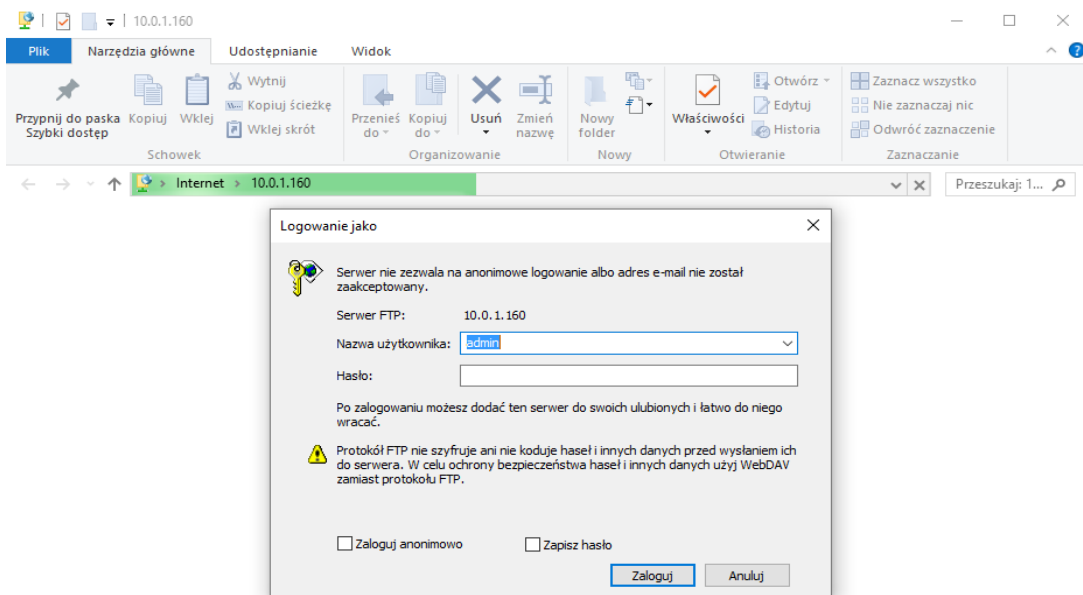 10.0.1.160
Plik Narzędzia główne Udostępnianie Widok
Przypnij do paska
Szybki dostęp
Kopiuj
Wklej
Wytnij
Kopiuj ścieżkę
Wklej skrót
Schowek
Przenieś
do
Kopiuj
do
Usuń
Zmień
nazwę
Organizowanie
Nowy
folder
Nowy
Właściwości
Otwórz
Edytuj
Historia
Otwieranie
Zaznacz wszystko
Nie zaznaczaj nic
Odwróć zaznaczenie
Zaznaczanie
Internet > 10.0.1.160
Przeszukaj: 1...
Logowanie jako
Serwer nie zezwala na anonimowe logowanie albo adres e-mail nie został
zaakceptowany.
Serwer FTP: 10.0.1.160
Nazwa użytkownika: admin
Hasło:
Po zalogowaniu możesz dodać ten serwer do swoich ulubionych i łatwo do niego
wracać.
Protokół FTP nie szyfruje ani nie koduje haseł i innych danych przed wysłaniem ich
do serwera. W celu ochrony bezpieczeństwa haseł i innych danych użyj WebDAV
zamiast protokołu FTP.
Zaloguj anonimowo Zapisz hasło
Zaloguj Anuluj